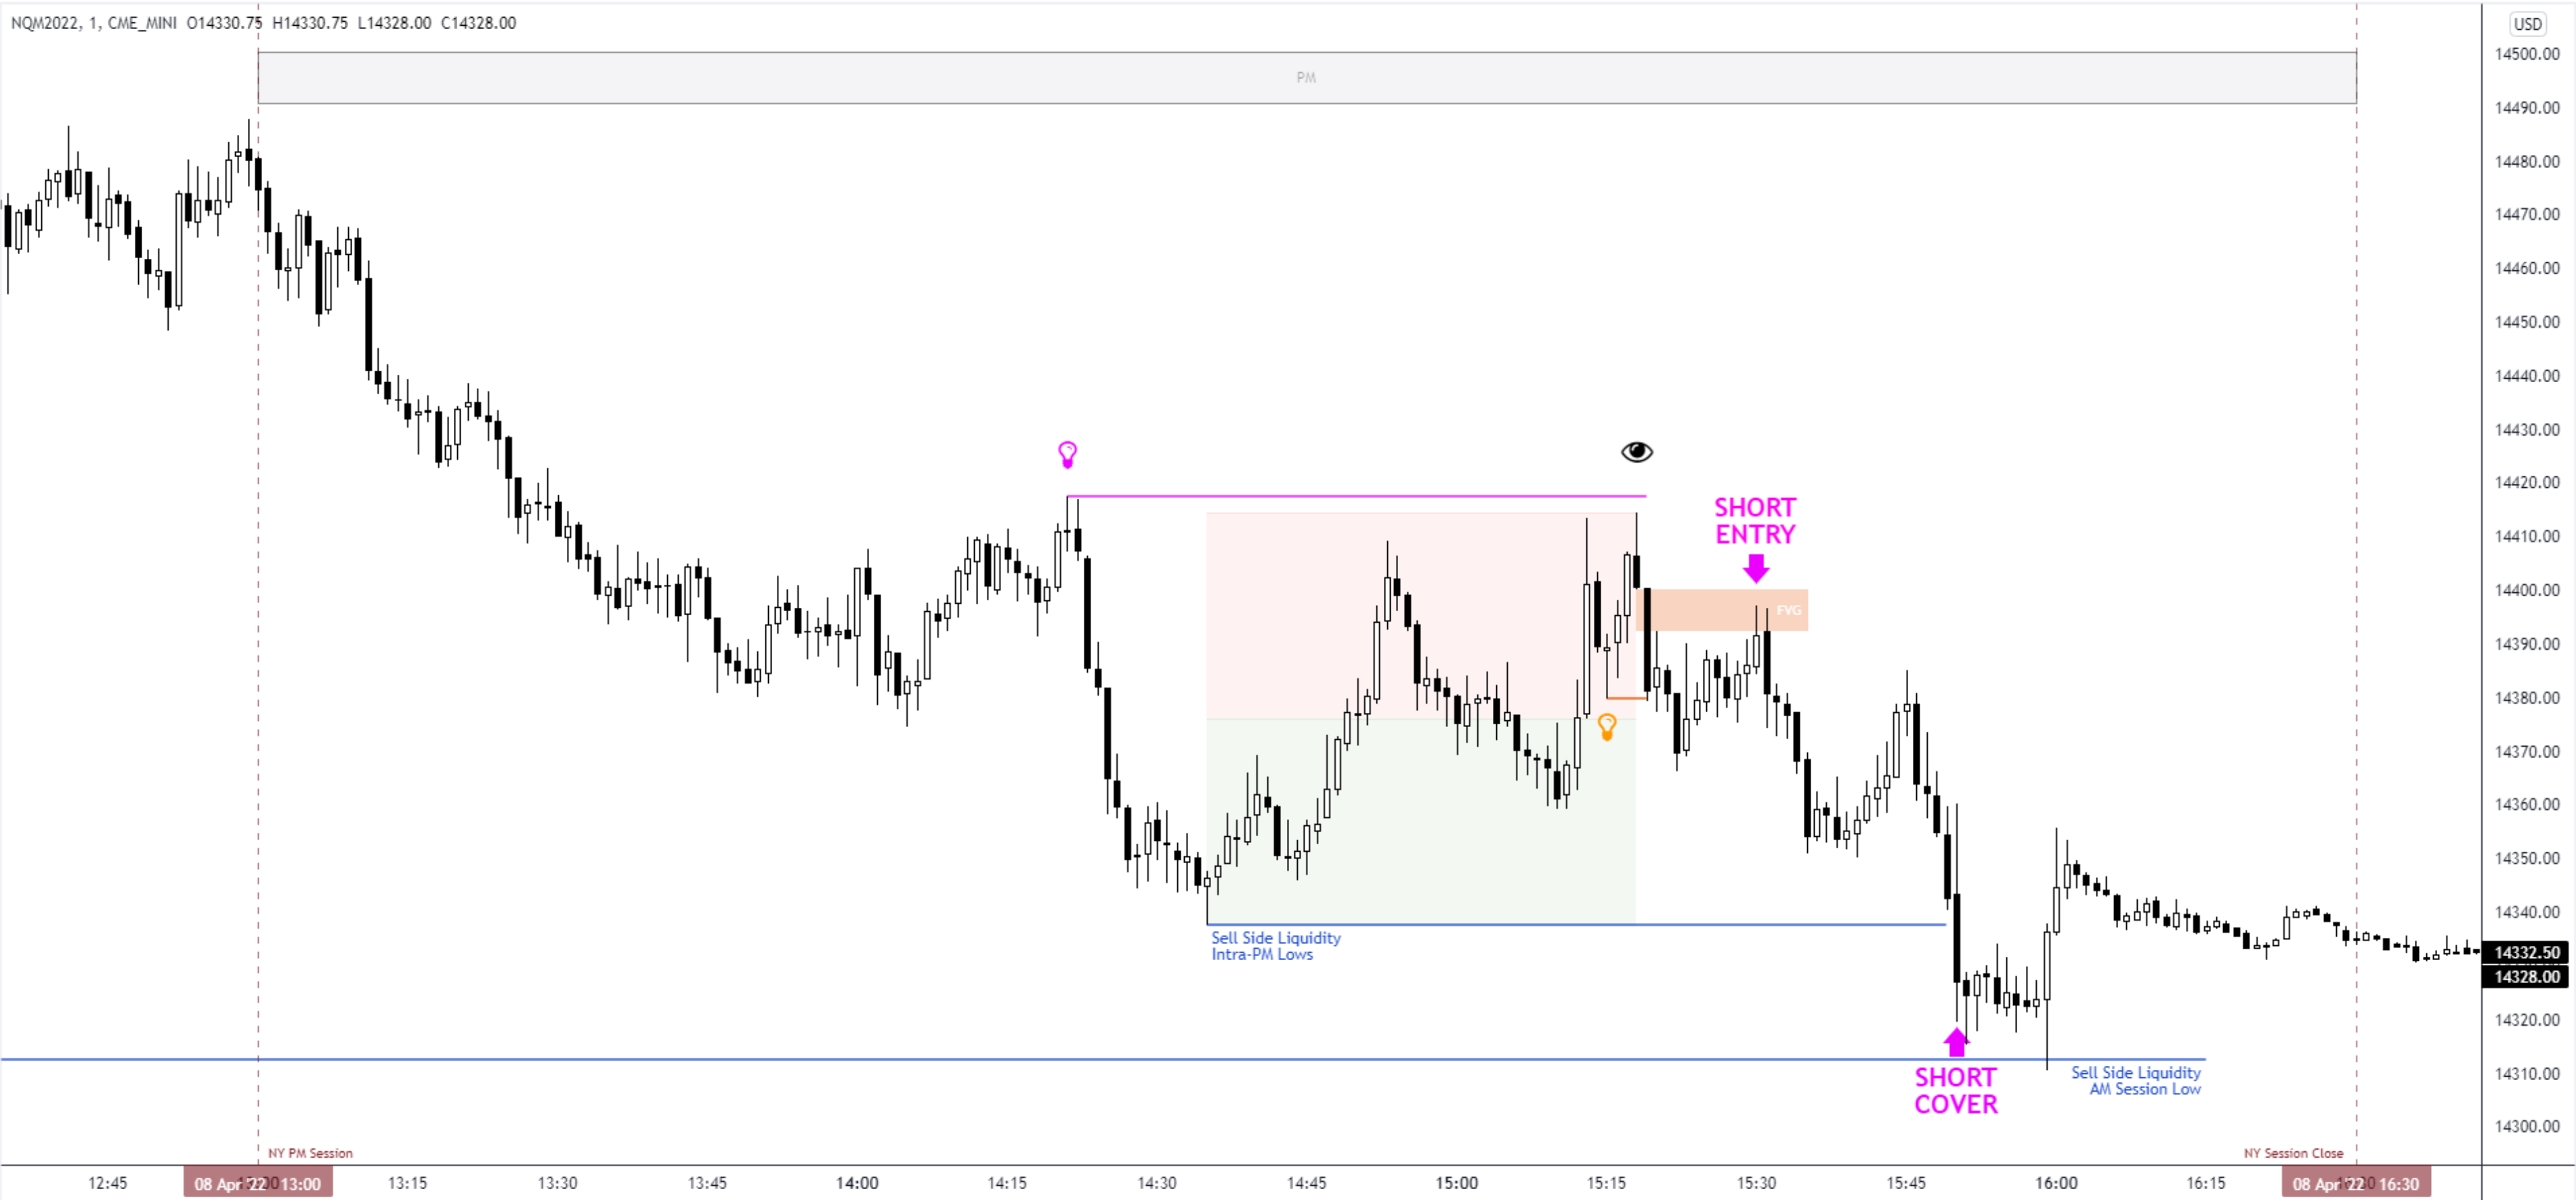 NQM2022, 1, CME_MINI O14330.75 H14330.75 L14328.00 C14328.00
USD
14500.00
PM
14490.00
14480.00
14470.00
14460.00
14450.00
14440.00
14430.00
14420.00
SHORT
ENTRY
14410.00
14400.00
FVG
14390.00
14380.00
14370.00
14360.00
14350.00
14340.00
Sell Side Liquidity
Intra-PM Lows
14332.50
14328.00
14320.00
14310.00
SHORT
COVER
Sell Side Liquidity
AM Session Low
14300.00
NY PM Session
NY Session Close
12:45
08 Apr '22 13:00
13:15
13:30
13:45
14:00
14:15
14:30
14:45
15:00
15:15
15:30
15:45
16:00
16:15
08 Apr '22 16:30